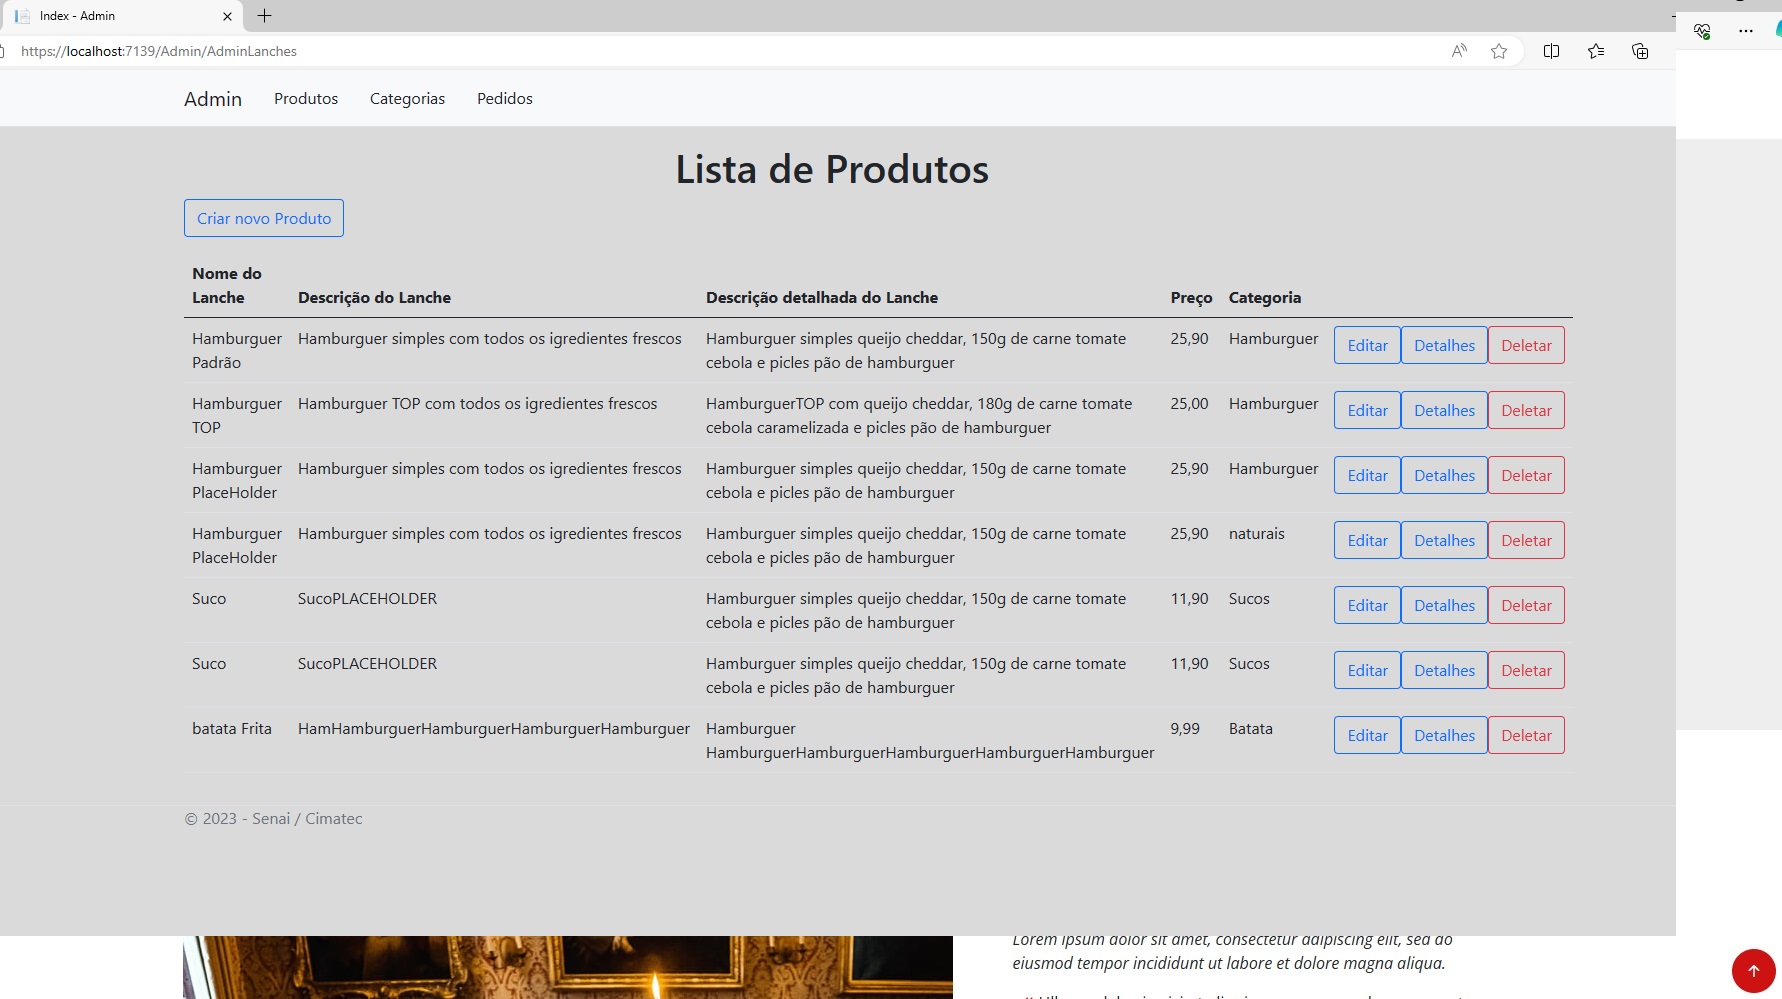 Index - Admin
https://localhost:7139/Admin/AdminLanches
Admin Produtos Categorias Pedidos
Lista de Produtos
Criar novo Produto
Nome do
Lanche Descrição do Lanche Descrição detalhada do Lanche Preço Categoria
Hamburguer Hamburguer simples com todos os igredientes frescos Hamburguer simples queijo cheddar, 150g de carne tomate 25,90 Hamburguer Editar Detalhes Deletar
Padrão cebola e picles pão de hamburguer
Hamburguer Hamburguer TOP com todos os igredientes frescos HamburguerTOP com queijo cheddar, 180g de carne tomate 25,00 Hamburguer Editar Detalhes Deletar
TOP cebola caramelizada e picles pão de hamburguer
Hamburguer Hamburguer simples com todos os igredientes frescos Hamburguer simples queijo cheddar, 150g de carne tomate 25,90 Hamburguer Editar Detalhes Deletar
PlaceHolder cebola e picles pão de hamburguer
Hamburguer Hamburguer simples com todos os igredientes frescos Hamburguer simples queijo cheddar, 150g de carne tomate 25,90 naturais Editar Detalhes Deletar
PlaceHolder cebola e picles pão de hamburguer
Suco SucoPLACEHOLDER Hamburguer simples queijo cheddar, 150g de carne tomate 11,90 Sucos Editar Detalhes Deletar
cebola e picles pão de hamburguer
Suco SucoPLACEHOLDER Hamburguer simples queijo cheddar, 150g de carne tomate 11,90 Sucos Editar Detalhes Deletar
cebola e picles pão de hamburguer
batata Frita HamHamburguerHamburguerHamburguerHamburguer Hamburguer 9,99 Batata Editar Detalhes Deletar
HamburguerHamburguerHamburguerHamburguerHamburguer
© 2023 - Senai / Cimatec
Lorem ipsum dolor sit amet, consectetur adipiscing elit, sed do
eiusmod tempor incididunt ut labore et dolore magna aliqua.